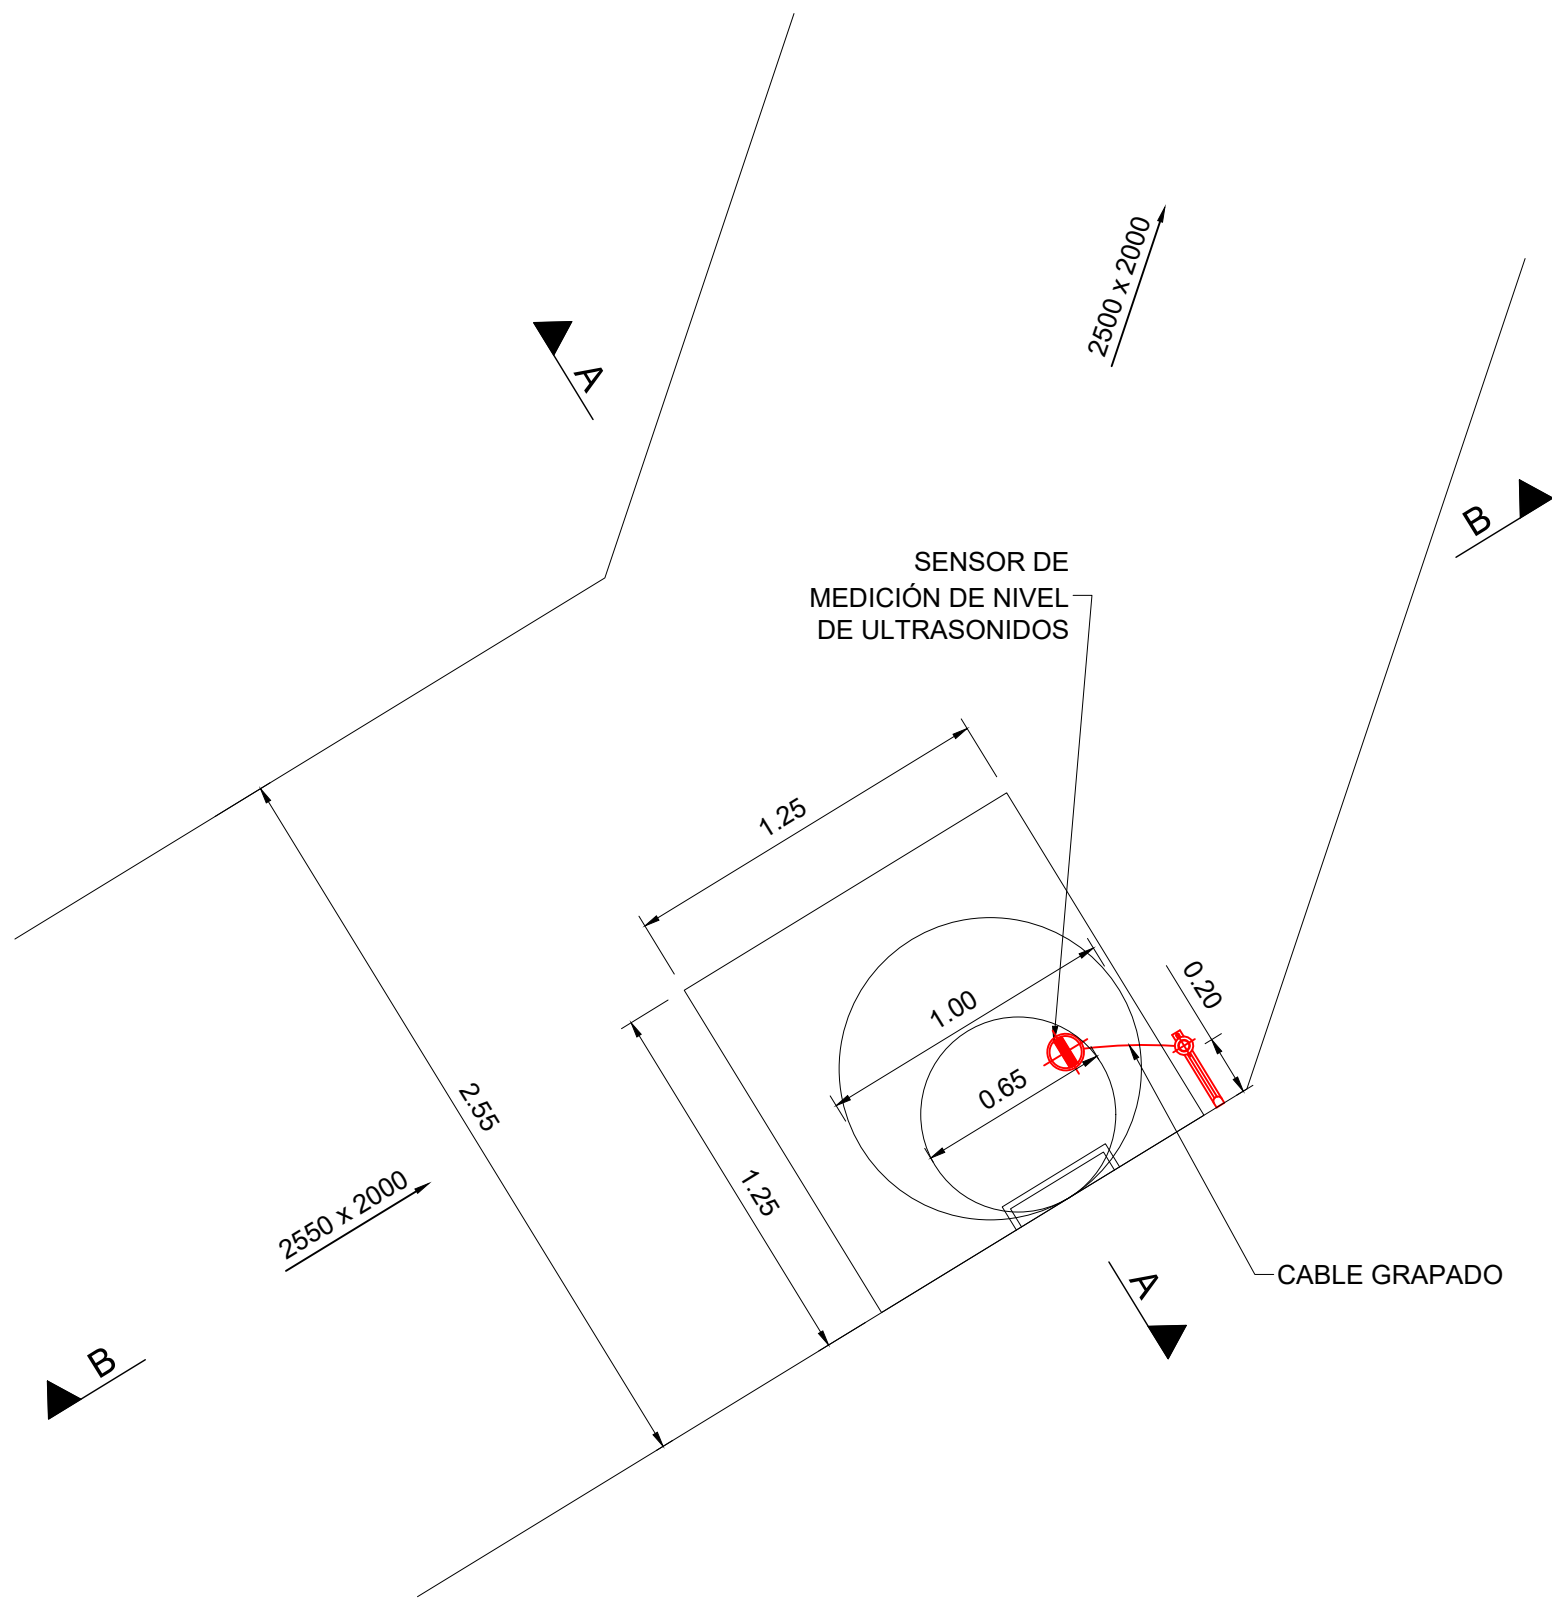 2500 x 2000
A
B
SENSOR DE
MEDICIÓN DE NIVEL
DE ULTRASONIDOS
1.25
0.20
1.00
0.65
2.55
1.25
2550 x 2000
CABLE GRAPADO
A
B